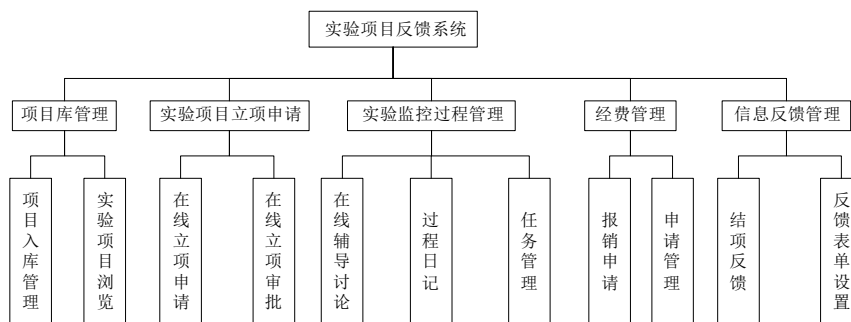 实验项目反馈系统
项目库管理
实验项目立项申请
实验监控过程管理
经费管理
信息反馈管理
项目入库管理
实验项目浏览
在线立项申请
在线立项审批
在线辅导讨论
过程日记
任务管理
报销申请
申请管理
结项反馈
反馈表单设置